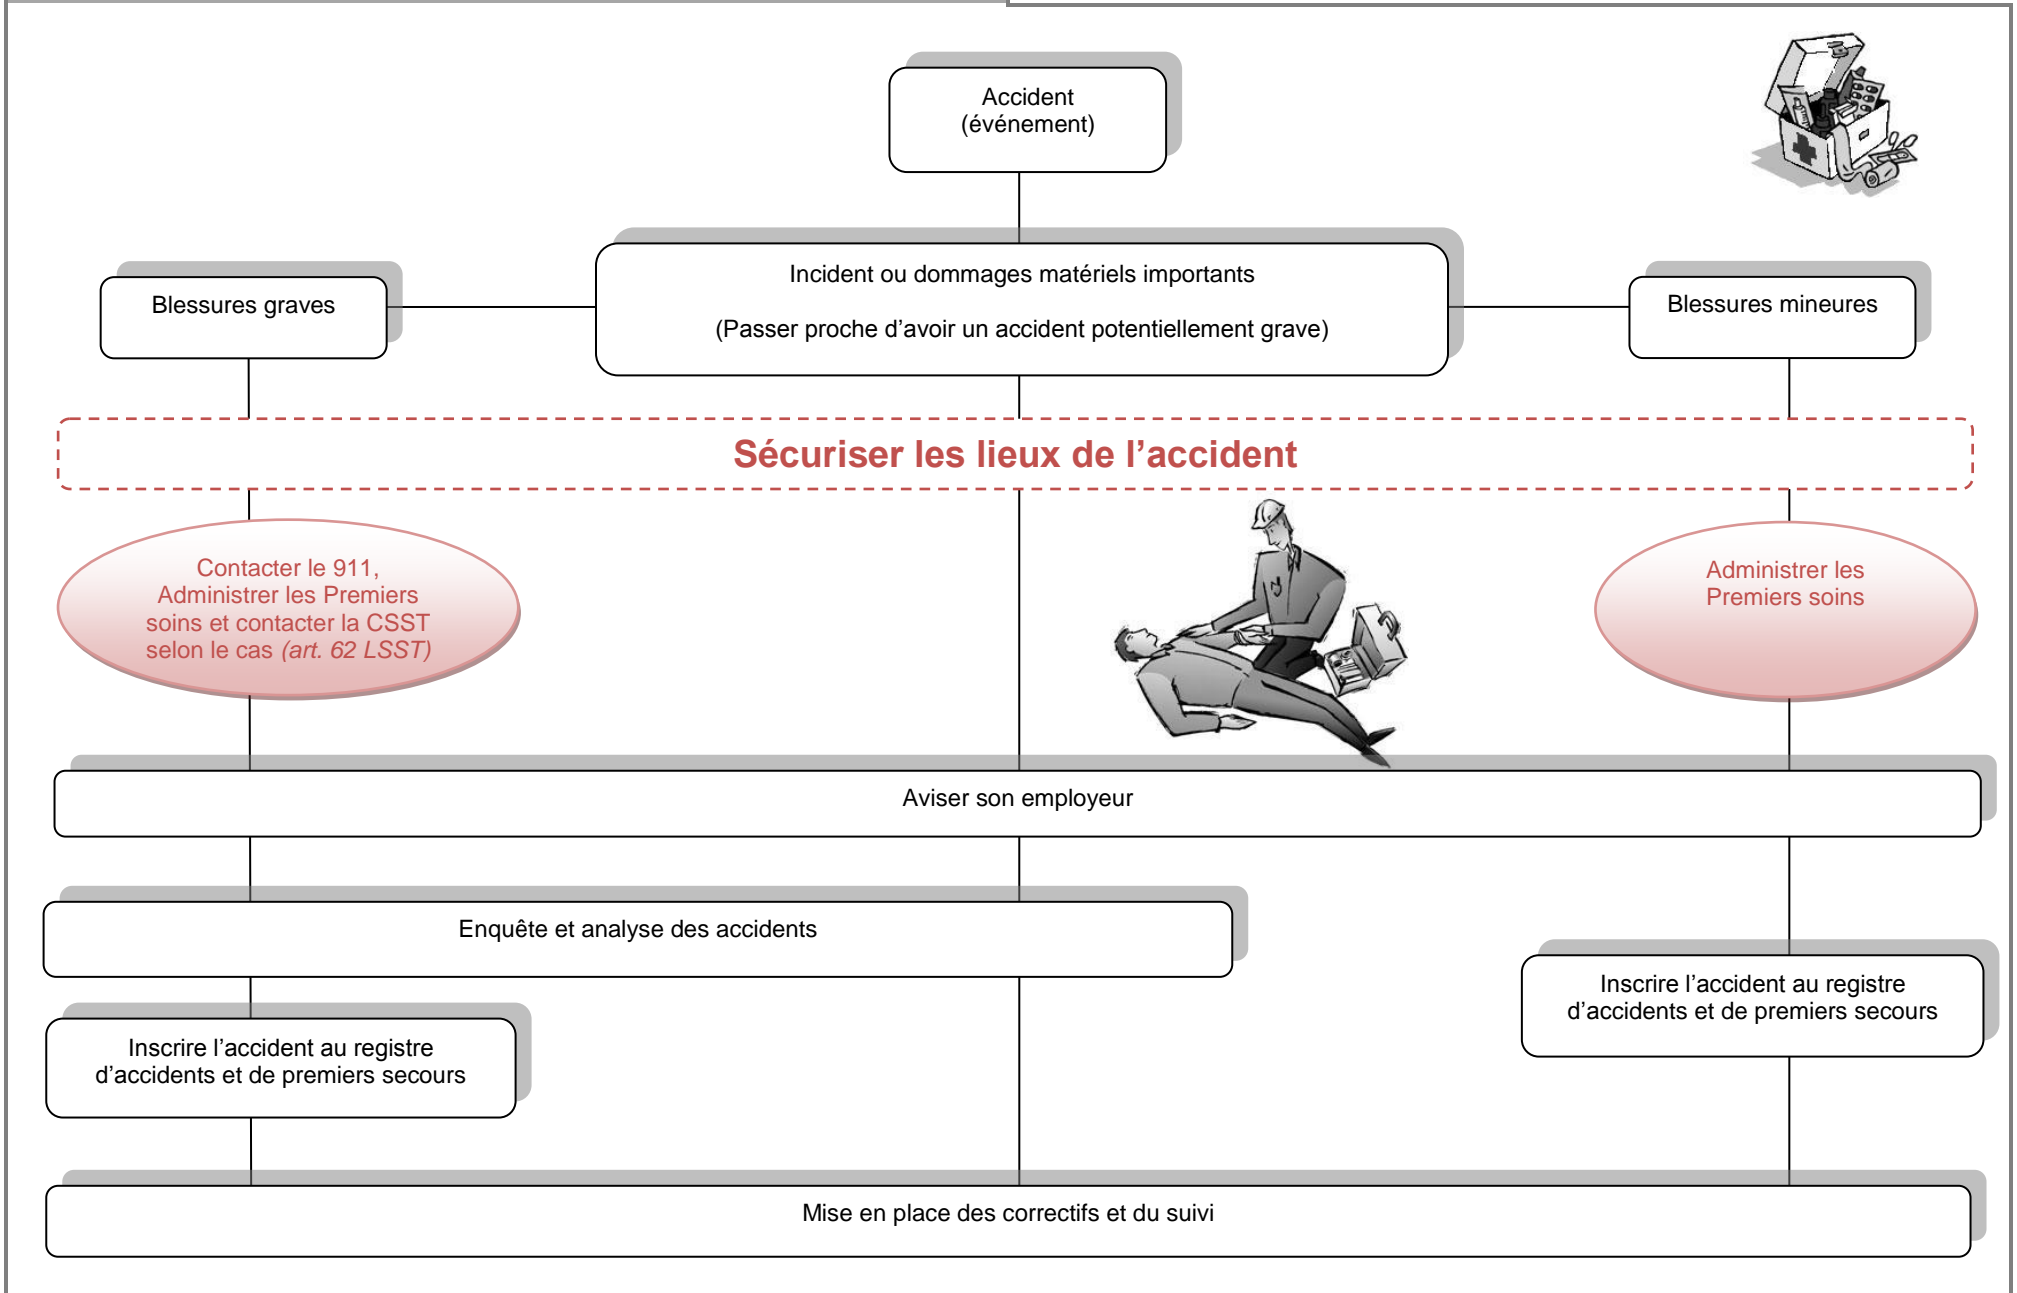 Accident
(événement)
Incident ou dommages matériels importants
(Passer proche d’avoir un accident potentiellement grave)
Blessures graves
Blessures mineures
Sécuriser les lieux de l’accident
Contacter le 911,
Administrer les Premiers
soins et contacter la CSST
selon le cas (art. 62 LSST)
Administrer les
Premiers soins
Aviser son employeur
Enquête et analyse des accidents
Inscrire l’accident au registre
d’accidents et de premiers secours
Inscrire l’accident au registre
d’accidents et de premiers secours
Mise en place des correctifs et du suivi